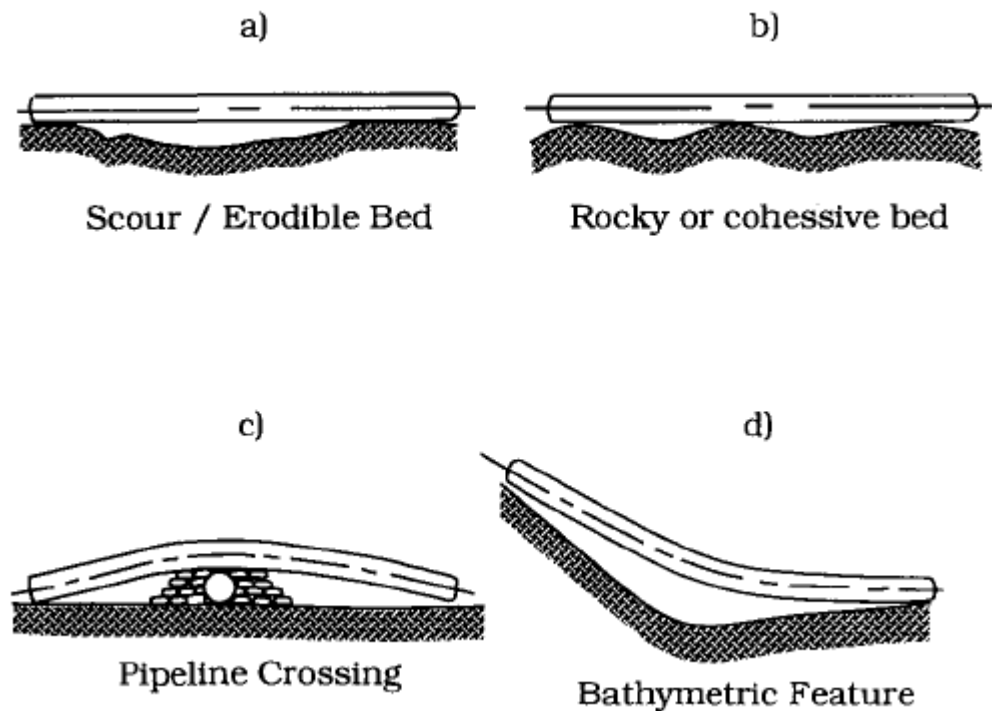 a)
b)
Scour / Erodible Bed
Rocky or cohessive bed
c)
d)
Pipeline Crossing
Bathymetric Feature